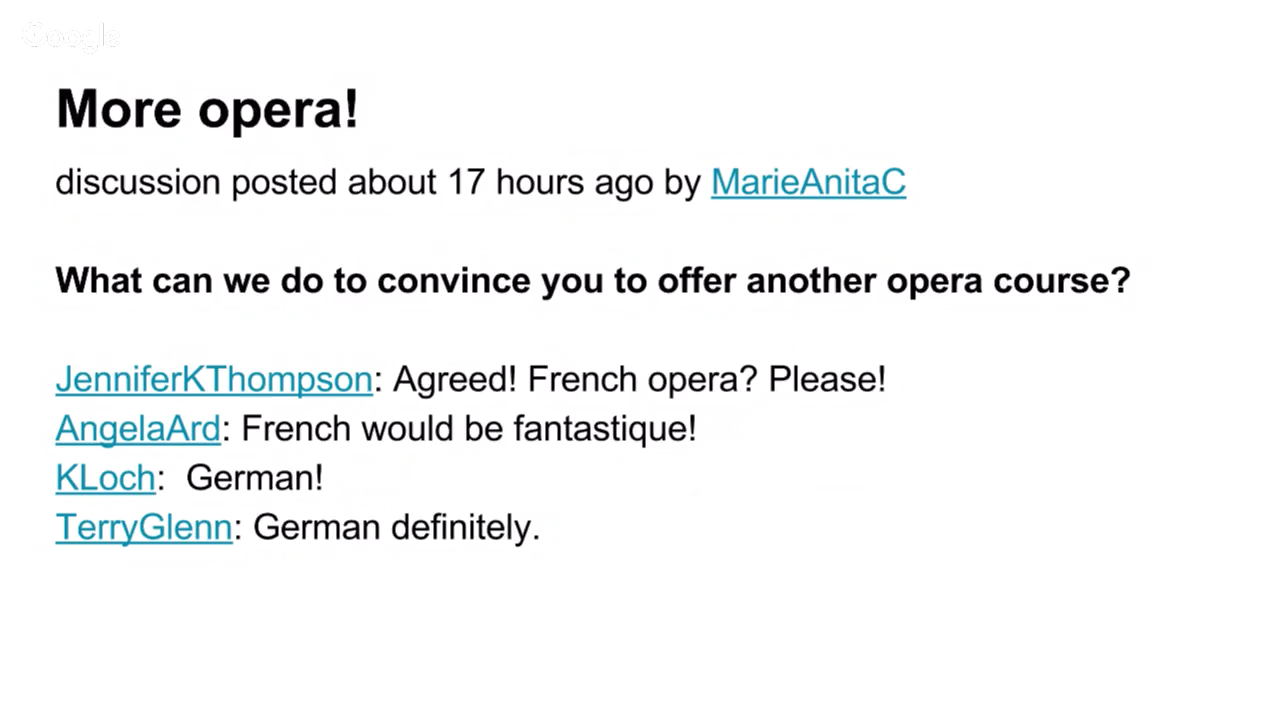 Google
More opera!
discussion posted about 17 hours ago by MarieAnitaC
What can we do to convince you to offer another opera course?
JenniferKThompson: Agreed! French opera? Please!
AngelaArd: French would be fantastique!
KLoch:  German!
TerryGlenn: German definitely.